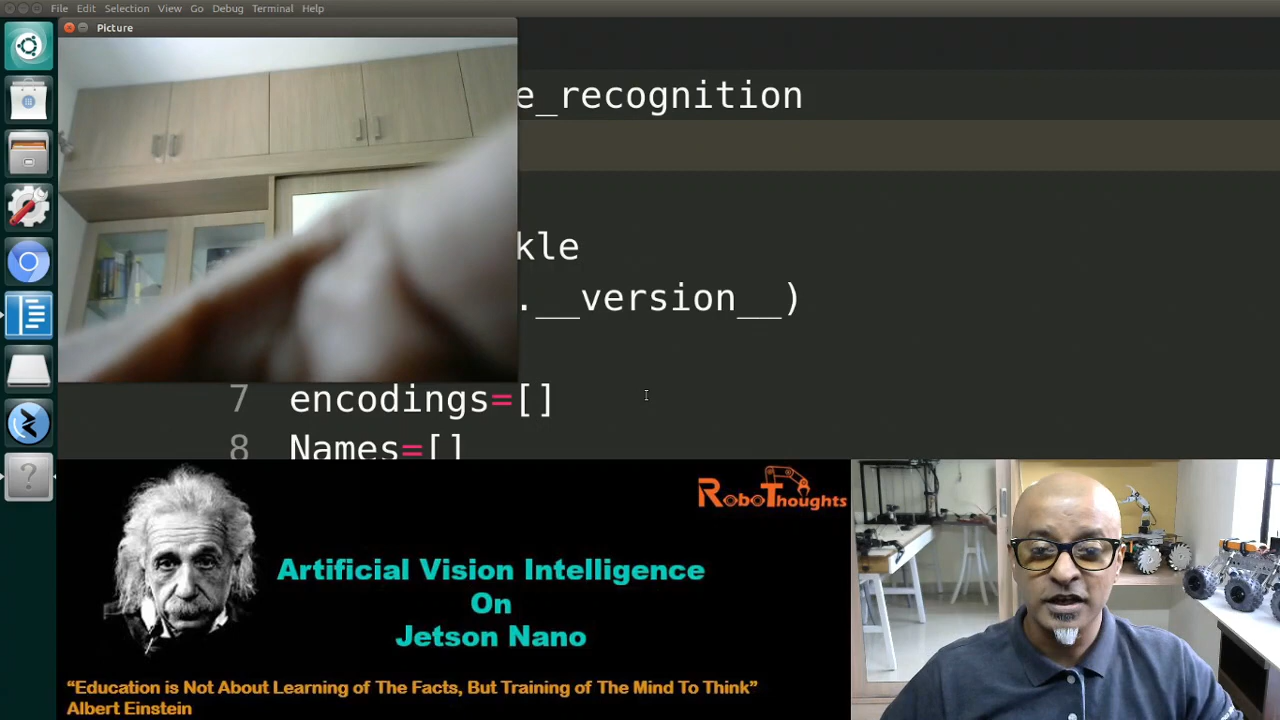 File Edit Selection View Go Debug Terminal Help
Picture
e_recognition
kle
.__version__)
7 encodings=[]
8 Names=[]
RoboThoughts
Artificial Vision Intelligence
On
Jetson Nano
“Education is Not About Learning of The Facts, But Training of The Mind To Think”
Albert Einstein